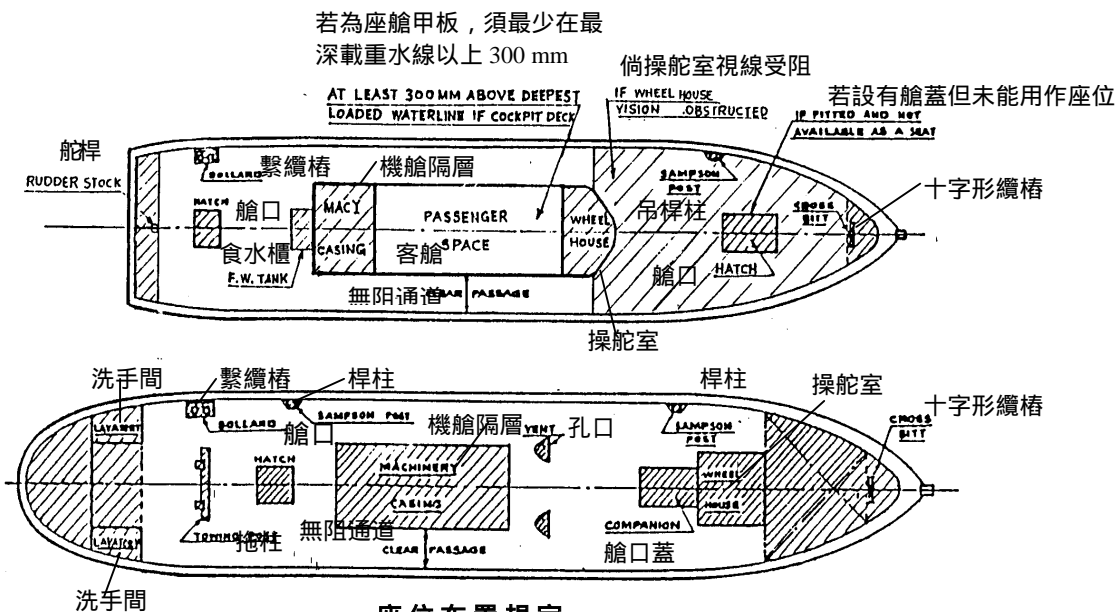 若為座艙甲板，須最少在最
深載重水線以上 300 mm
倘操舵室視線受阻
AT LEAST 300MM ABOVE DEEPEST
LOADED WATERLINE IF COCKPIT DECK
IF WHEEL HOUSE
VISION OBSTRUCTED
若設有艙蓋但未能用作座位
IF FITTED AND NOT
AVAILABLE AS A SEAT
舵桿
RUDDER STOCK
繫纜樁
BOLLARD
機艙隔層
SAMPSON
POST
吊桿柱
十字形纜樁
CROSS
BITT
HATCH
艙口
MACY
CASING
PASSENGER
SPACE
客艙
WHEEL
HOUSE
食水櫃
F.W. TANK
HATCH
艙口
無阻通道
PASSAGE
操舵室
洗手間
繫纜樁
桿柱
桿柱
操舵室
十字形纜樁
LAVATORY
BOLLARD
SAMPSON POST
艙口
機艙隔層
VENT
孔口
SAMPSON
POST
CROSS
BITT
HATCH
MACHINERY
CASING
WHEEL
HOUSE
COMPANION
艙口蓋
LAVATORY
TOWING
拖柱
無阻通道
CLEAR PASSAGE
洗手間